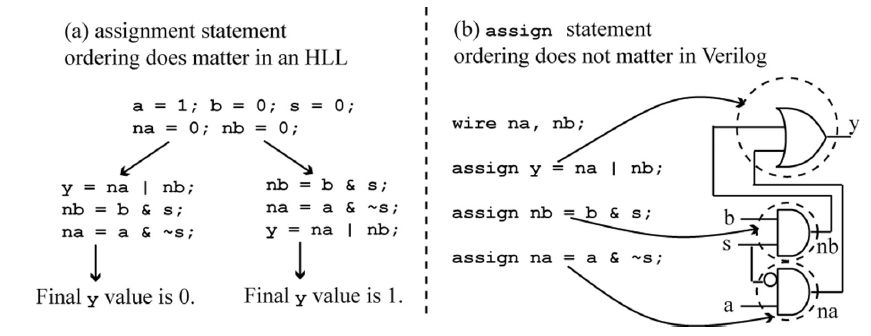 (a) assignment statement
ordering does matter in an HLL
a = 1; b = 0; s = 0;
na = 0; nb = 0;
y = na | nb;
nb = b & s;
na = a & ~s;
Final y value is 0.
nb = b & s;
na = a & ~s;
y = na | nb;
Final y value is 1.
(b) assign statement
ordering does not matter in Verilog
wire na, nb;
assign y = na | nb;
assign nb = b & s;
assign na = a & ~s;
y
b
s
nb
a
na